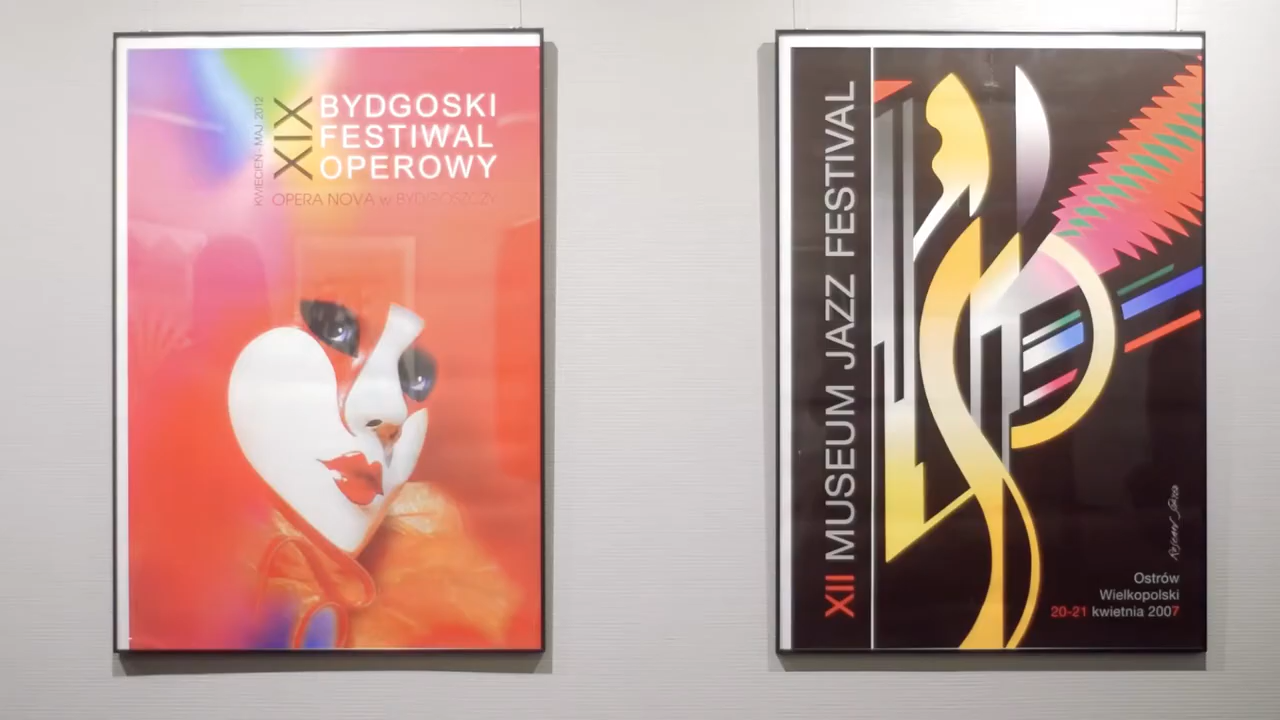 KWIECIEŃ - MAJ 2012
XIX
BYDGOSKI
FESTIWAL
OPEROWY
OPERA NOVA w BYDGOSZCZY
XII MUSEUM JAZZ FESTIVAL
Ostrów
Wielkopolski
20-21 kwietnia 2007